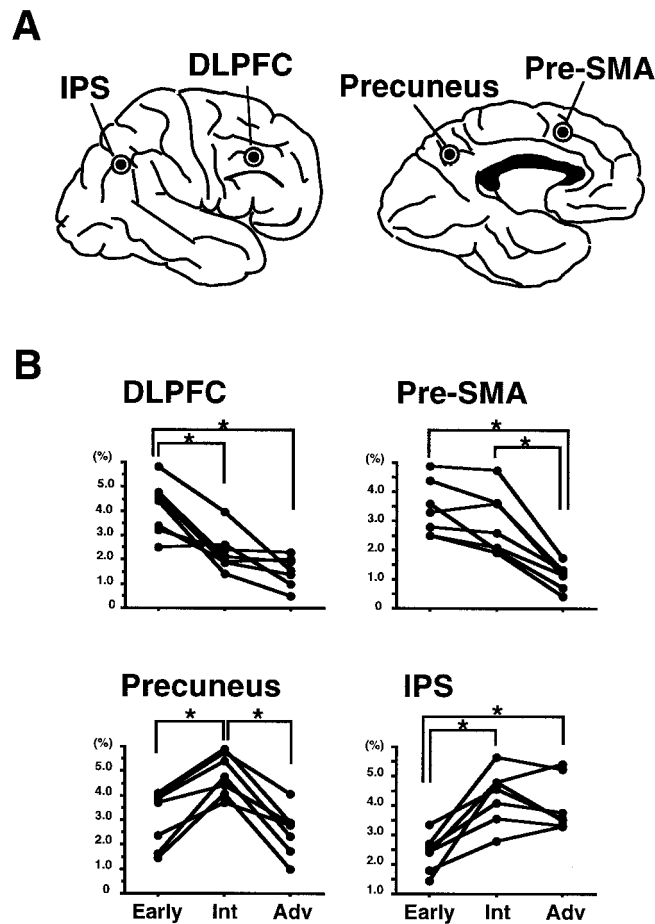 A
IPS
DLPFC
Precuneus
Pre-SMA
B
DLPFC
Pre-SMA
*
*
(%)
5.0
4.0
3.0
2.0
1.0
0
*
*
(%)
4.0
3.0
2.0
1.0
0
Precuneus
IPS
*
*
(%)
5.0
4.0
3.0
2.0
1.0
0
*
*
(%)
5.0
4.0
3.0
2.0
1.0
Early Int Adv
Early Int Adv